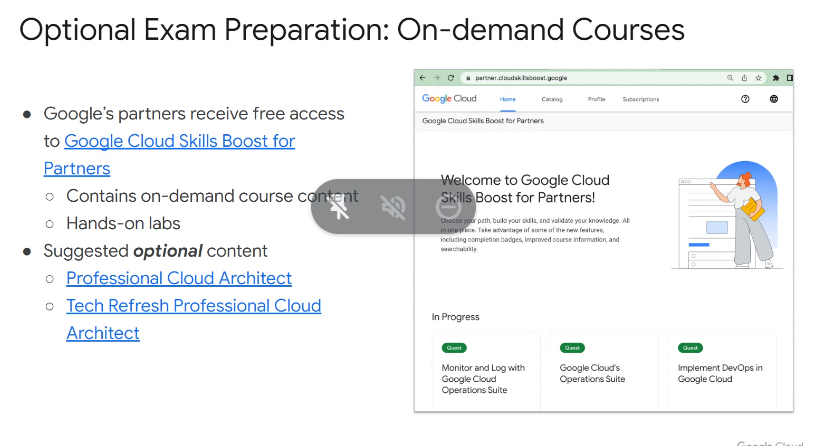 Optional Exam Preparation: On-demand Courses
● Google's partners receive free access
to Google Cloud Skills Boost for
Partners
○ Contains on-demand course content
○ Hands-on labs
● Suggested optional content
○ Professional Cloud Architect
○ Tech Refresh Professional Cloud
Architect
partner.cloudskillsboost.google
Google Cloud Home Catalog Profile Subscriptions
Google Cloud Skills Boost for Partners
Welcome to Google Cloud
Skills Boost for Partners!
Choose your path, build your skills, and validate your knowledge. All
in one place. Take advantage of some of the new features,
including completion badges, improved course information, and
searchability.
In Progress
Quest
Monitor and Log with
Google Cloud
Operations Suite
Quest
Google Cloud's
Operations Suite
Quest
Implement DevOps in
Google Cloud
Google Cloud